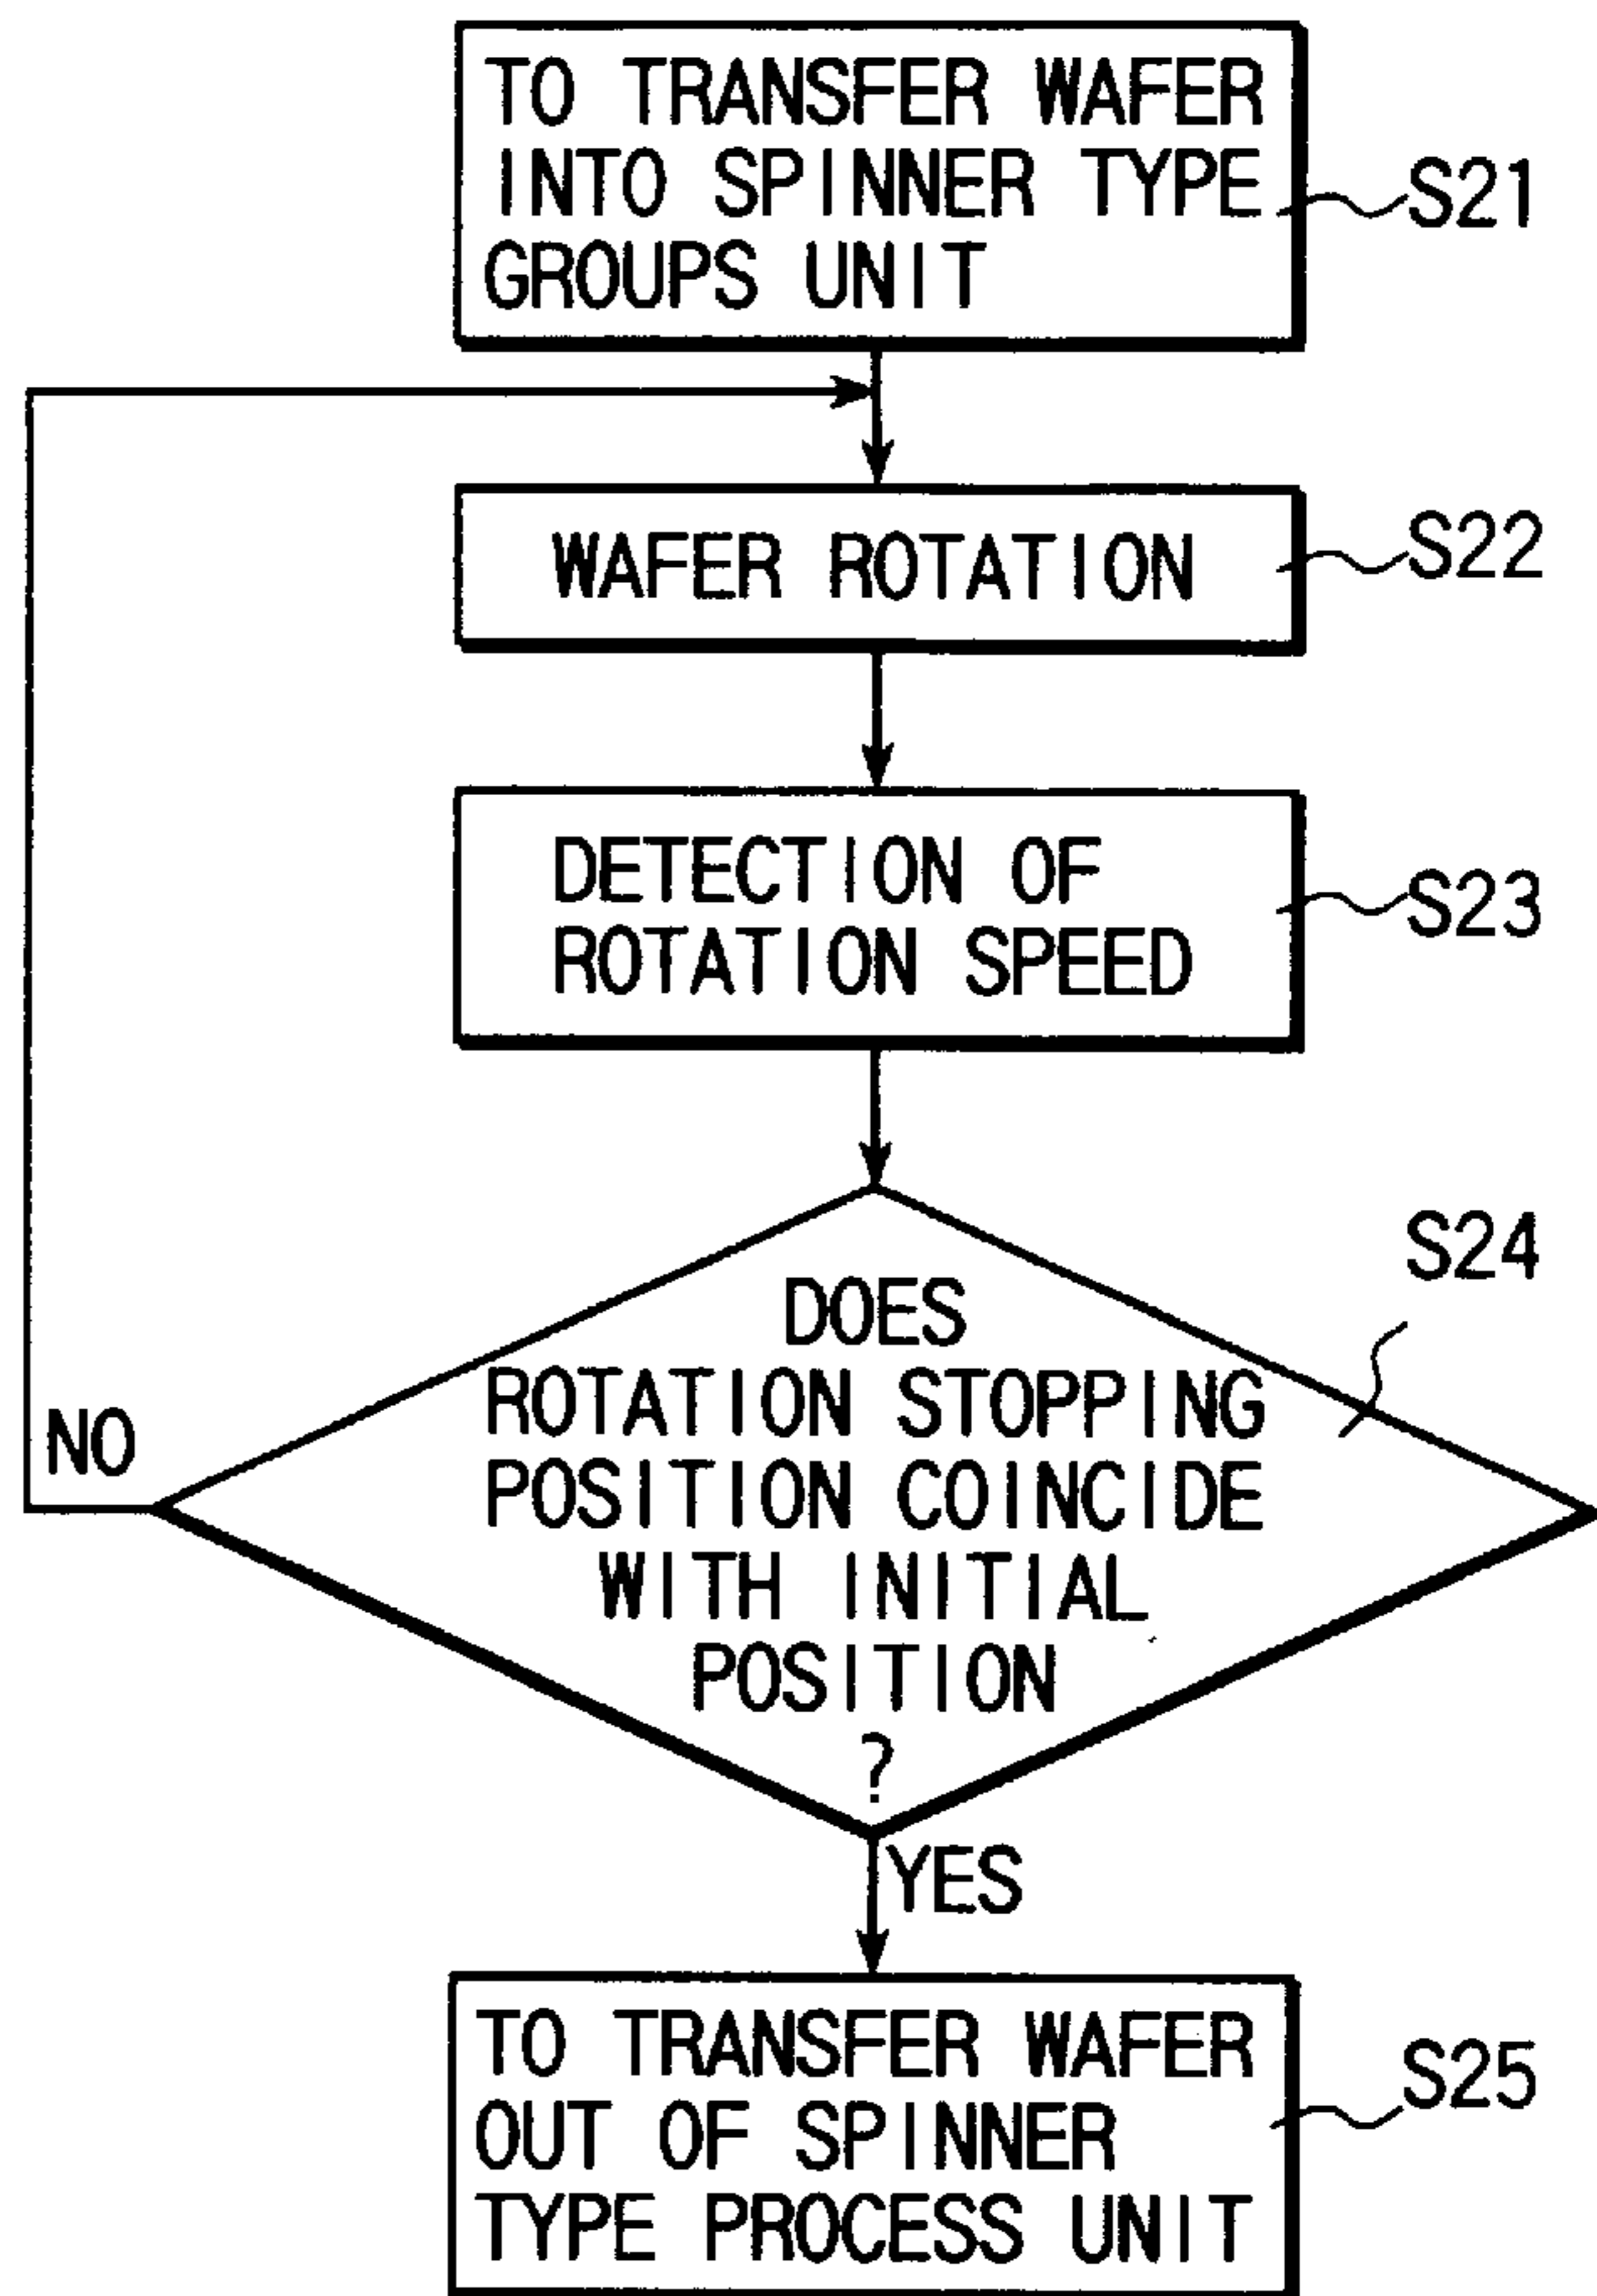 TO TRANSFER WAFER
INTO SPINNER TYPE
GROUPS UNIT
S21
WAFER ROTATION
S22
DETECTION OF
ROTATION SPEED
S23
DOES
ROTATION STOPPING
POSITION COINCIDE
WITH INITIAL
POSITION
?
S24
NO
YES
TO TRANSFER WAFER
OUT OF SPINNER
TYPE PROCESS UNIT
S25